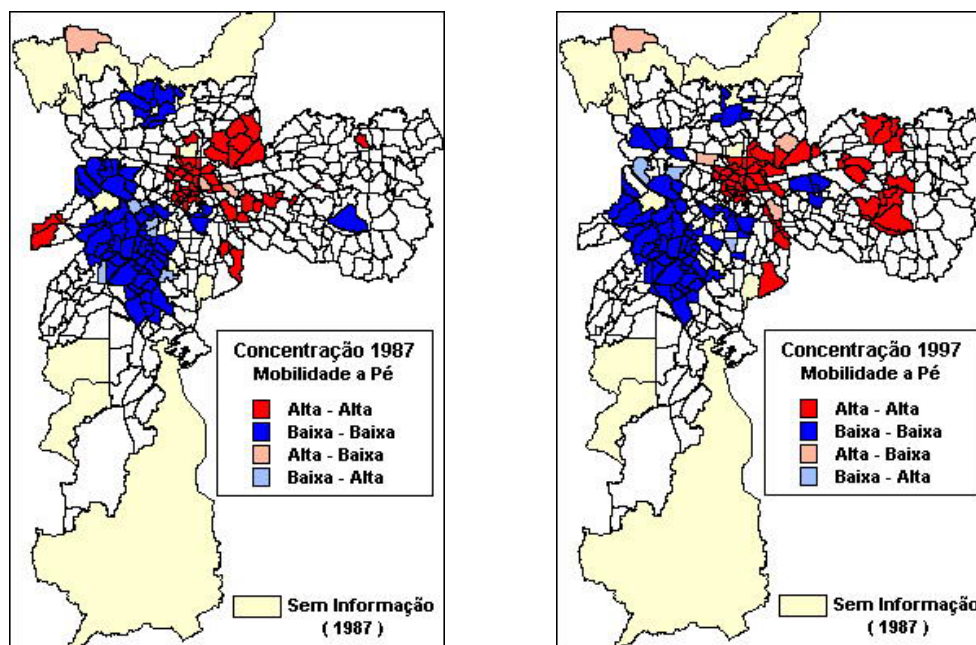 Concentração 1987
Mobilidade a Pé
Alta - Alta
Baixa - Baixa
Alta - Baixa
Baixa - Alta
Sem Informação
( 1987 )
Concentração 1997
Mobilidade a Pé
Alta - Alta
Baixa - Baixa
Alta - Baixa
Baixa - Alta
Sem Informação
( 1987 )